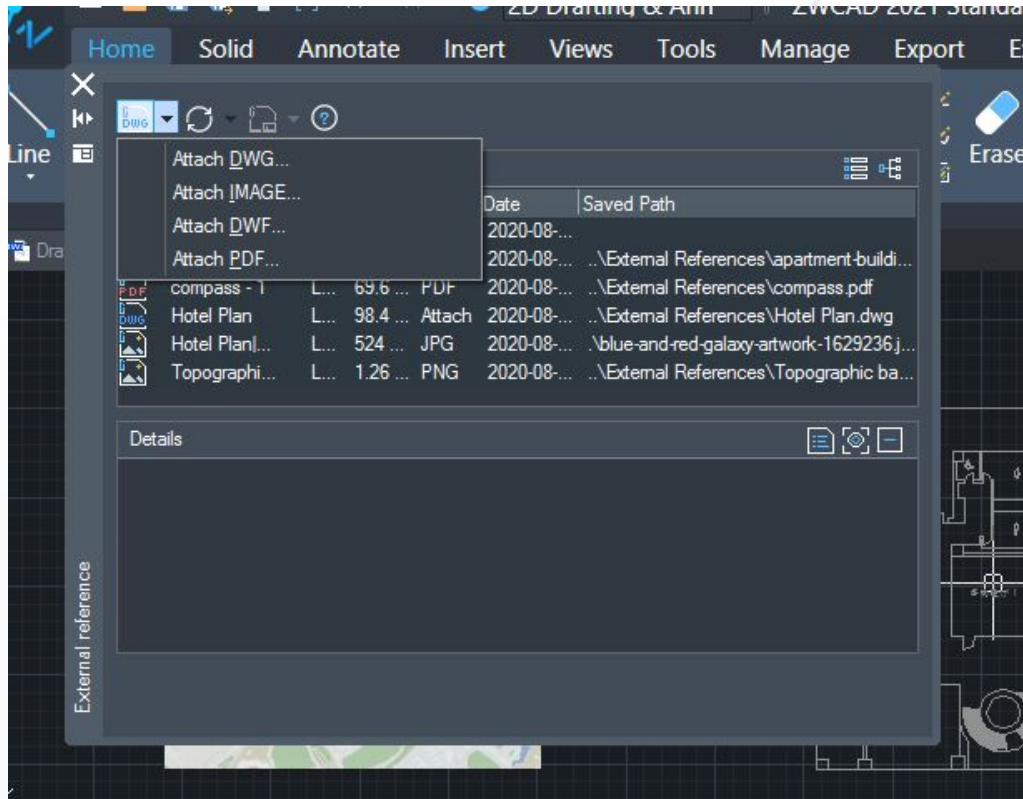 2D Drafting & Ann
ZWCAD 2021 Standa
Home Solid Annotate Insert Views Tools Manage Export
Line
DWG
Erase
Attach DWG...
Attach IMAGE...
Attach DWF...
Attach PDF...
Date Saved Path
2020-08-...
Dra
2020-08-... ..\External References\apartment-buildi...
PDF compass - 1 L... 69.6 ... PDF 2020-08-... ..\External References\compass.pdf
DWG Hotel Plan L... 98.4 ... Attach 2020-08-... ..\External References\Hotel Plan.dwg
Hotel Plan|... L... 524 ... JPG 2020-08-... .\blue-and-red-galaxy-artwork-1629236.j...
Topographi... L... 1.26 ... PNG 2020-08-... ..\External References\Topographic ba...
Details
External reference